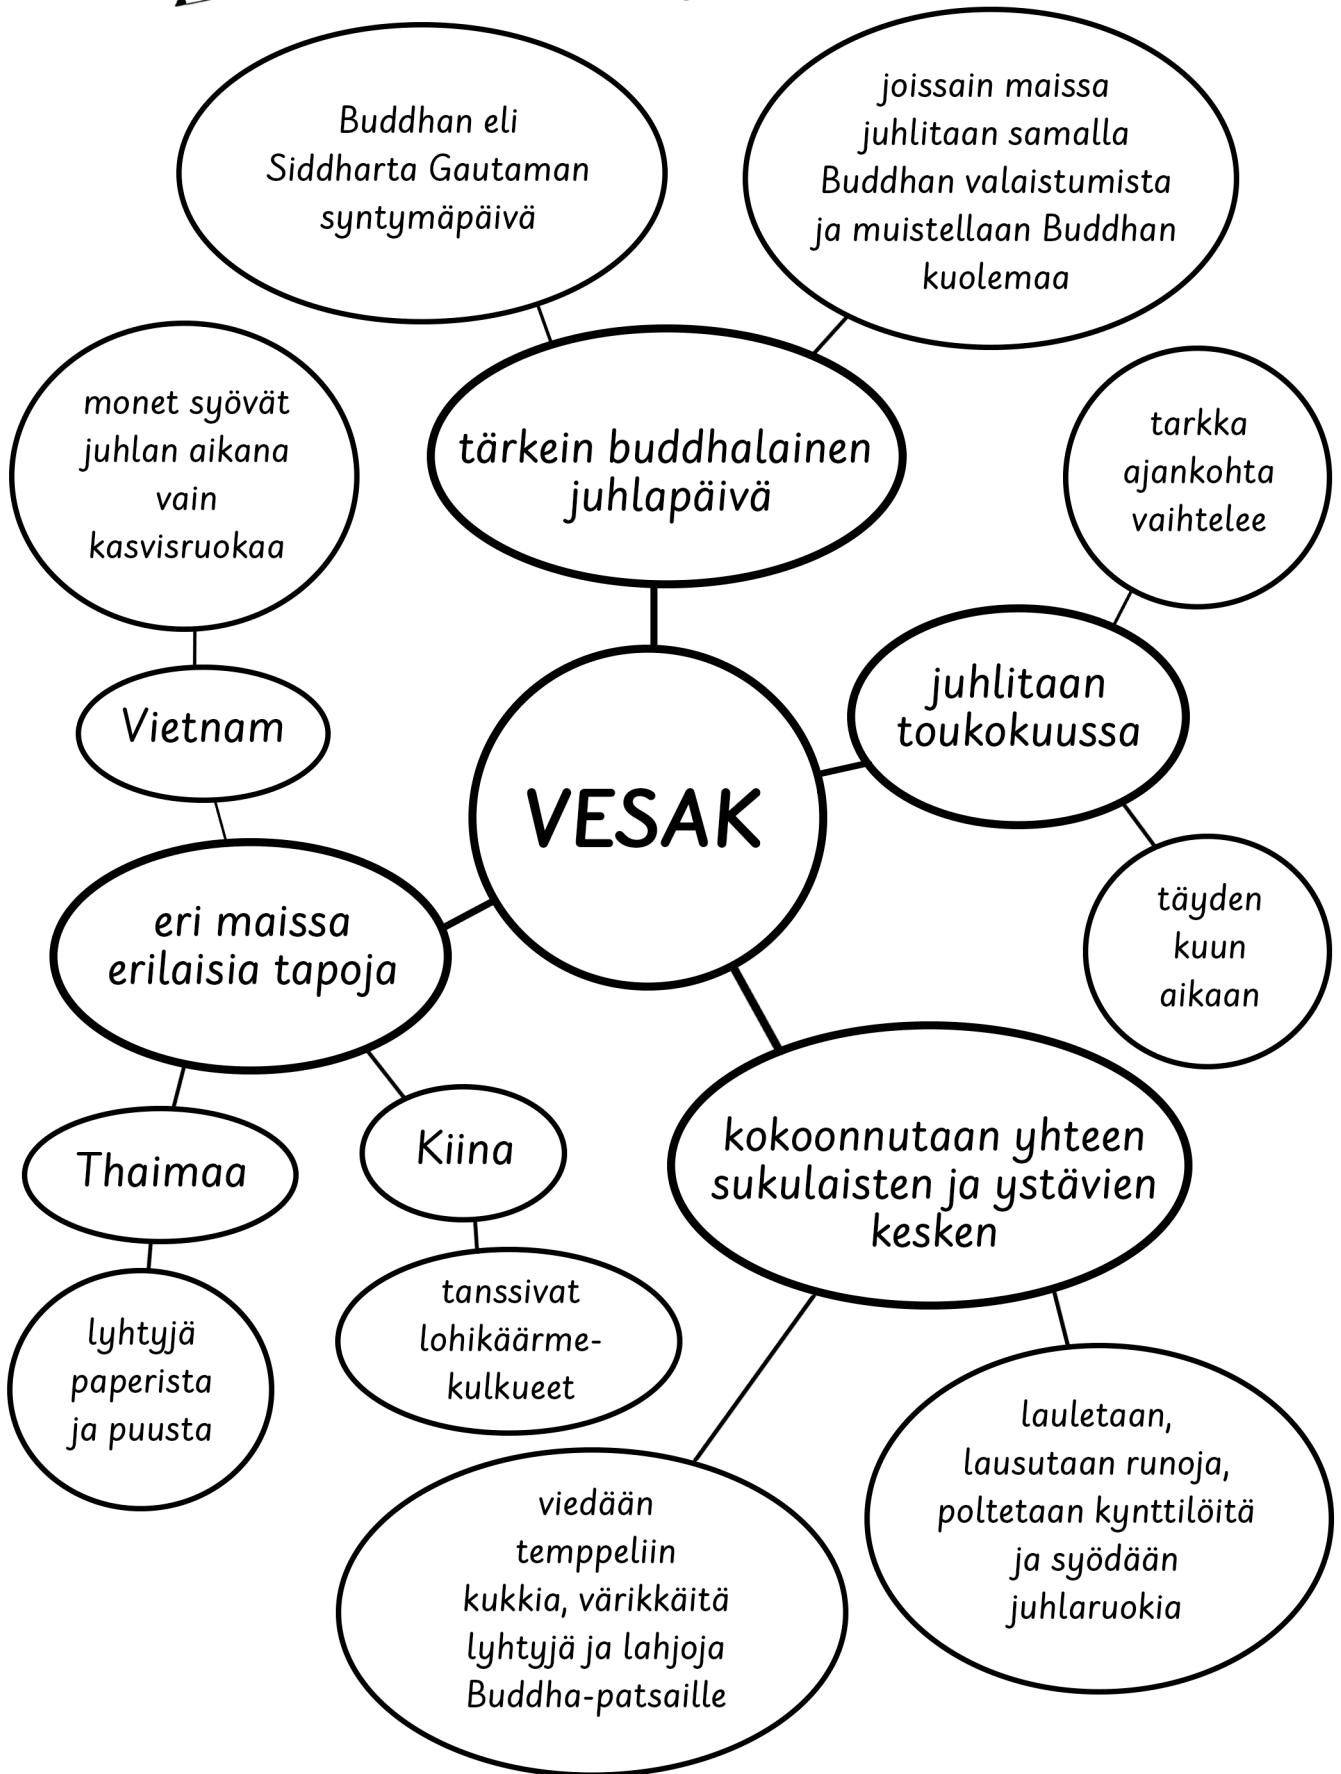 Buddhan eli
Siddharta Gautaman
syntymäpäivä
joissain maissa
juhlitaan samalla
Buddhan valaistumista
ja muistellaan Buddhan
kuolemaa
tärkein buddhalainen
juhlapäivä
monet syövät
juhlan aikana
vain
kasvisruokaa
tarkka
ajankohta
vaihtelee
Vietnam
juhlitaan
toukokuussa
VESAK
täyden
kuun
aikaan
eri maissa
erilaisia tapoja
Thaimaa
Kiina
kokoonnutaan yhteen
sukulaisten ja ystävien
kesken
lyhtyjä
paperista
ja puusta
tanssivat
lohikäärme-
kulkueet
lauletaan,
lausutaan runoja,
poltetaan kynttilöitä
ja syödään
juhlaruokia
viedään
temppeliin
kukkia, värikkäitä
lyhtyjä ja lahjoja
Buddha-patsaille